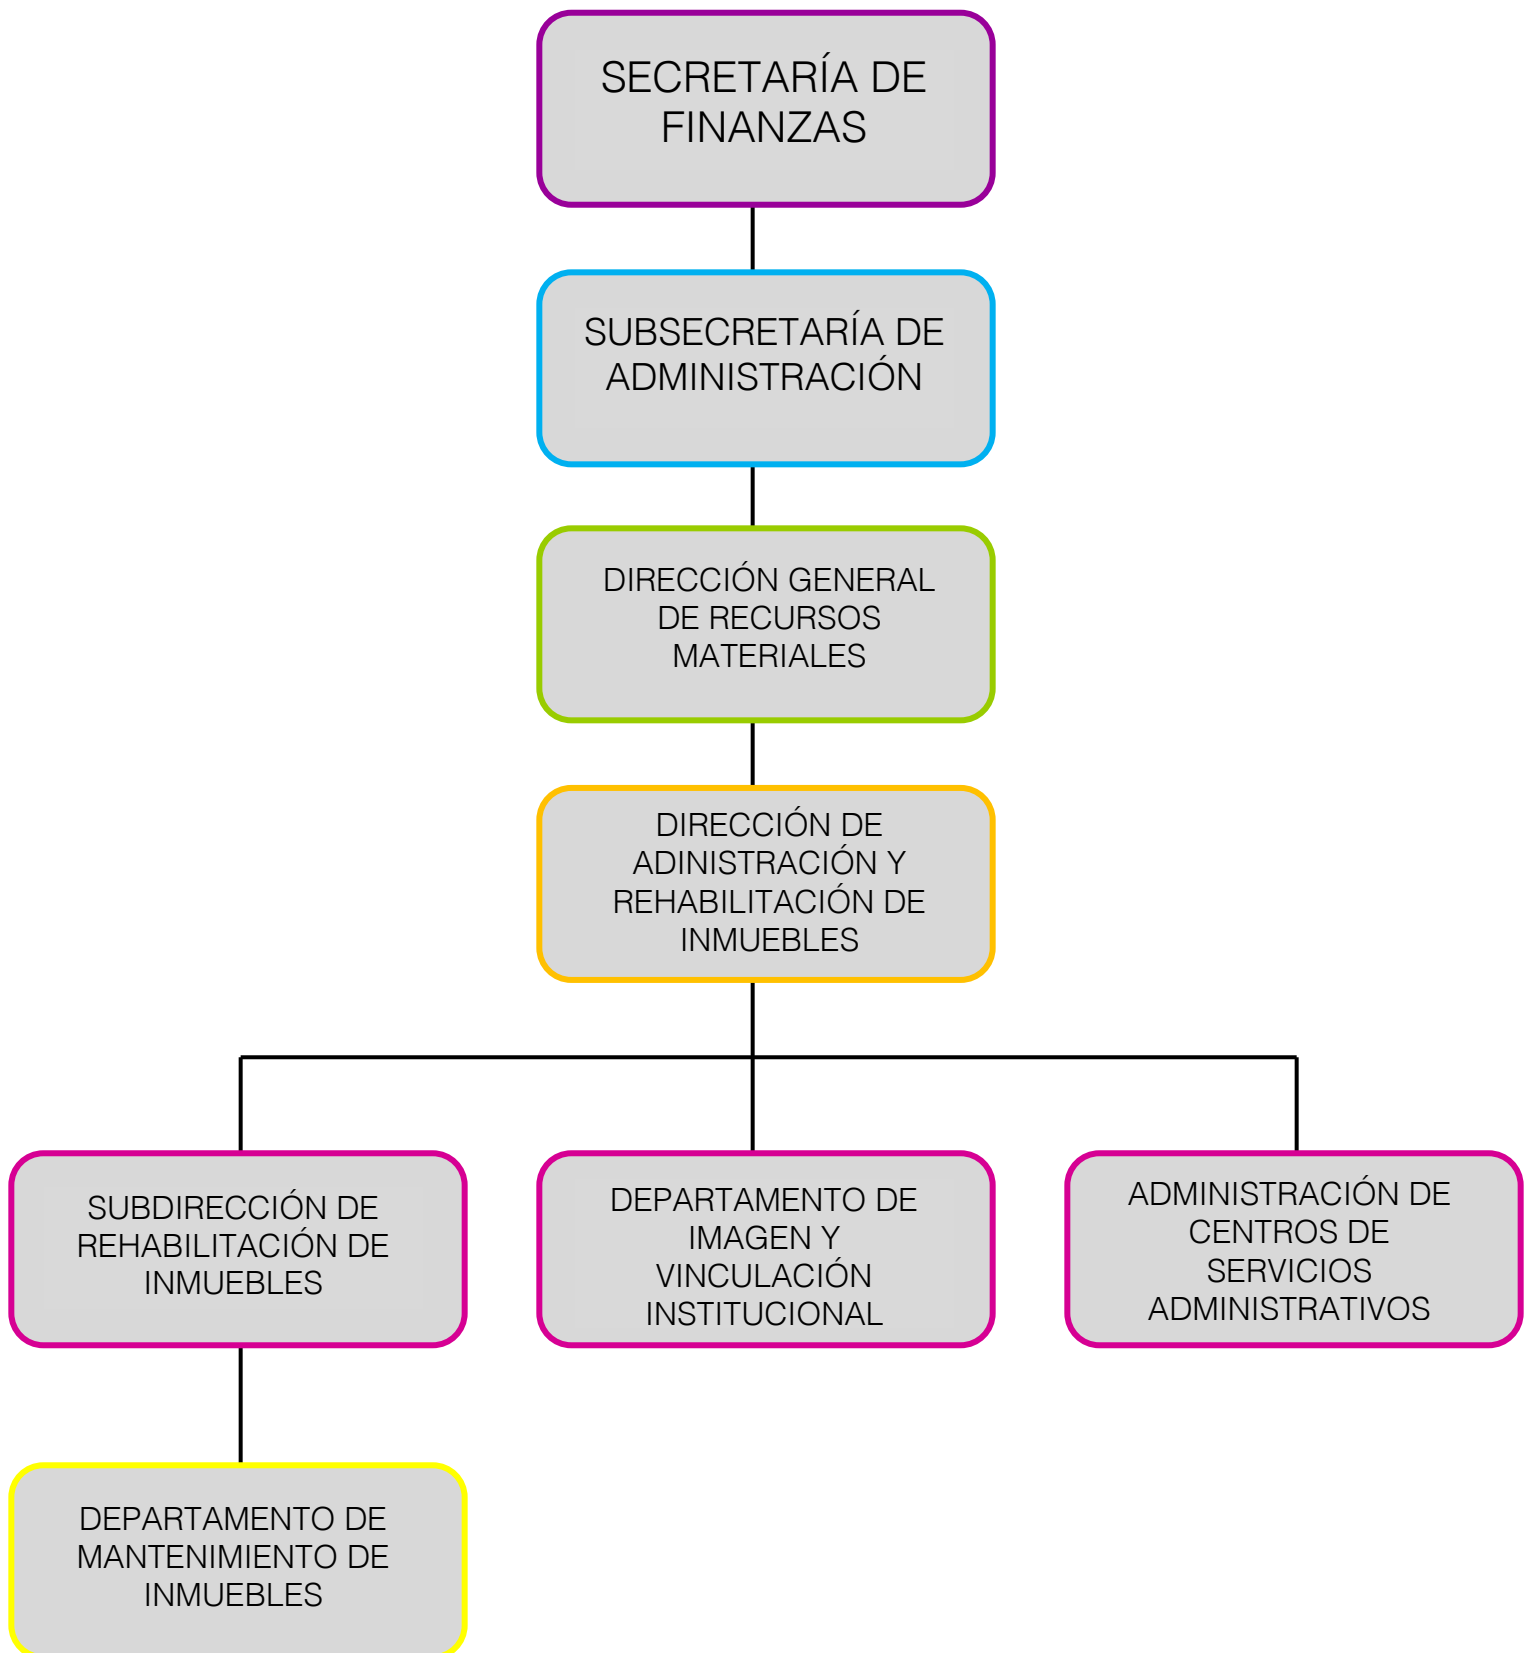 SECRETARÍA DE
FINANZAS
SUBSECRETARÍA DE
ADMINISTRACIÓN
DIRECCIÓN GENERAL
DE RECURSOS
MATERIALES
DIRECCIÓN DE
ADINISTRACIÓN Y
REHABILITACIÓN DE
INMUEBLES
SUBDIRECCIÓN DE
REHABILITACIÓN DE
INMUEBLES
DEPARTAMENTO DE
IMAGEN Y
VINCULACIÓN
INSTITUCIONAL
ADMINISTRACIÓN DE
CENTROS DE
SERVICIOS
ADMINISTRATIVOS
DEPARTAMENTO DE
MANTENIMIENTO DE
INMUEBLES